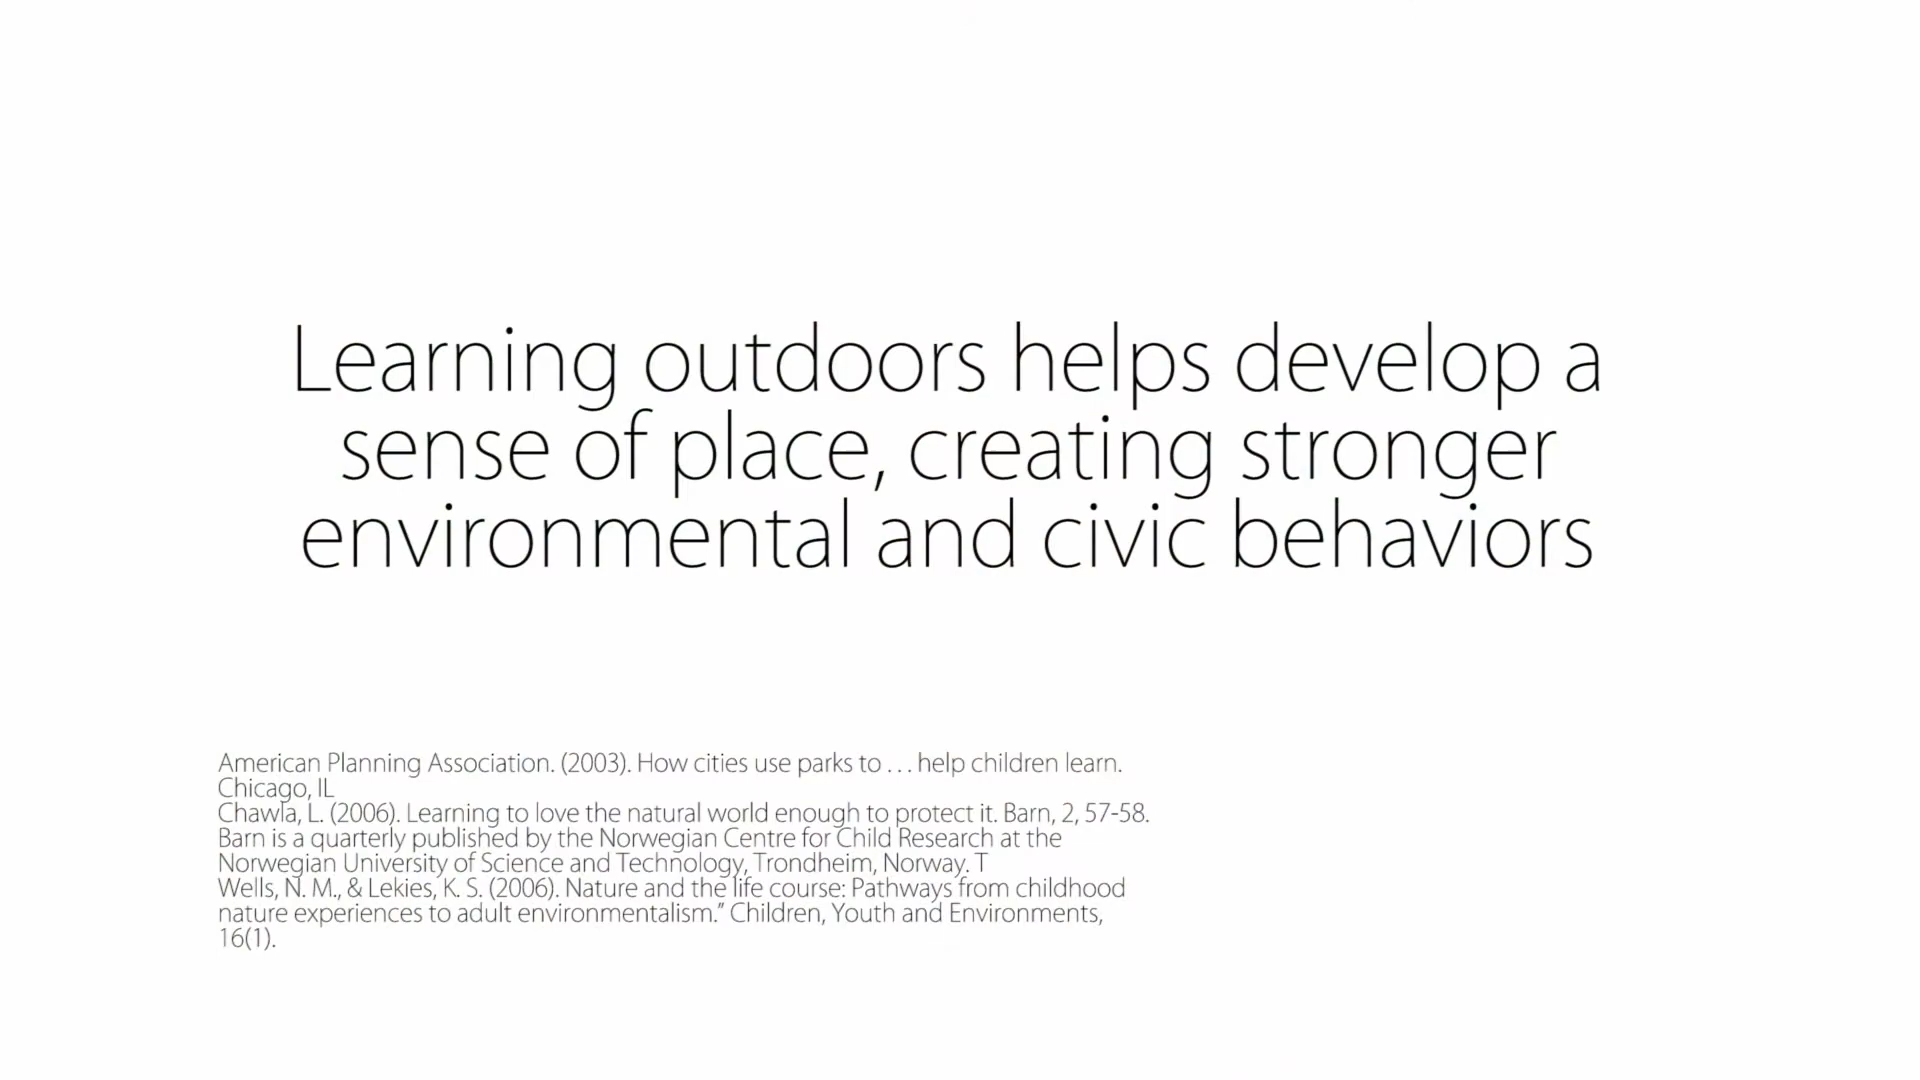 Learning outdoors helps develop a
sense of place, creating stronger
environmental and civic behaviors
American Planning Association. (2003). How cities use parks to . . . help children learn.
Chicago, IL
Chawla, L. (2006). Learning to love the natural world enough to protect it. Barn, 2, 57-58.
Barn is a quarterly published by the Norwegian Centre for Child Research at the
Norwegian University of Science and Technology, Trondheim, Norway. T
Wells, N. M., & Lekies, K. S. (2006). Nature and the life course: Pathways from childhood
nature experiences to adult environmentalism.” Children, Youth and Environments,
16(1).